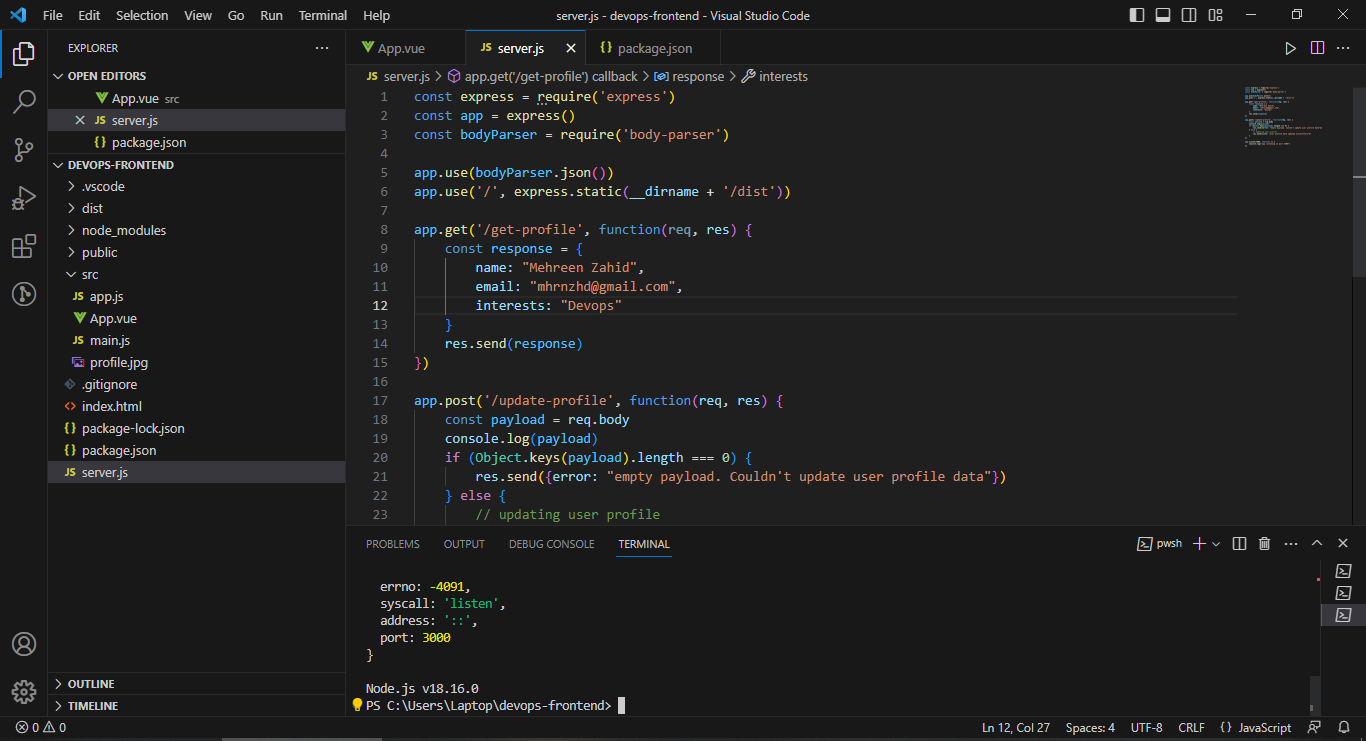 File Edit Selection View Go Run Terminal Help
server.js - devops-frontend - Visual Studio Code
EXPLORER
OPEN EDITORS
App.vue src
JS server.js
{} package.json
DEVOPS-FRONTEND
.vscode
dist
node_modules
public
src
JS app.js
App.vue
JS main.js
profile.jpg
.gitignore
<> index.html
{} package-lock.json
{} package.json
JS server.js
OUTLINE
TIMELINE
App.vue
JS server.js
{} package.json
JS server.js > app.get('/get-profile') callback > response > interests
1 const express = require('express')
2 const app = express()
3 const bodyParser = require('body-parser')
4
5 app.use(bodyParser.json())
6 app.use('/', express.static(__dirname + '/dist'))
7
8 app.get('/get-profile', function(req, res) {
9 const response = {
10 name: "Mehreen Zahid",
11 email: "mhrnzhd@gmail.com",
12 interests: "Devops"
13 }
14 res.send(response)
15 })
16
17 app.post('/update-profile', function(req, res) {
18 const payload = req.body
19 console.log(payload)
20 if (Object.keys(payload).length === 0) {
21 res.send({error: "empty payload. Couldn't update user profile data"})
22 } else {
23 // updating user profile
PROBLEMS OUTPUT DEBUG CONSOLE TERMINAL
pwsh
errno: -4091,
syscall: 'listen',
address: '::',
port: 3000
}
Node.js v18.16.0
PS C:\Users\Laptop\devops-frontend>
0 0
Ln 12, Col 27 Spaces: 4 UTF-8 CRLF {} JavaScript